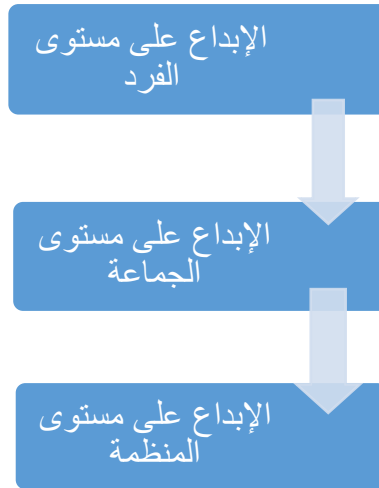 الإبداع على مستوى
الفرد
الإبداع على مستوى
الجماعة
الإبداع على مستوى
المنظمة